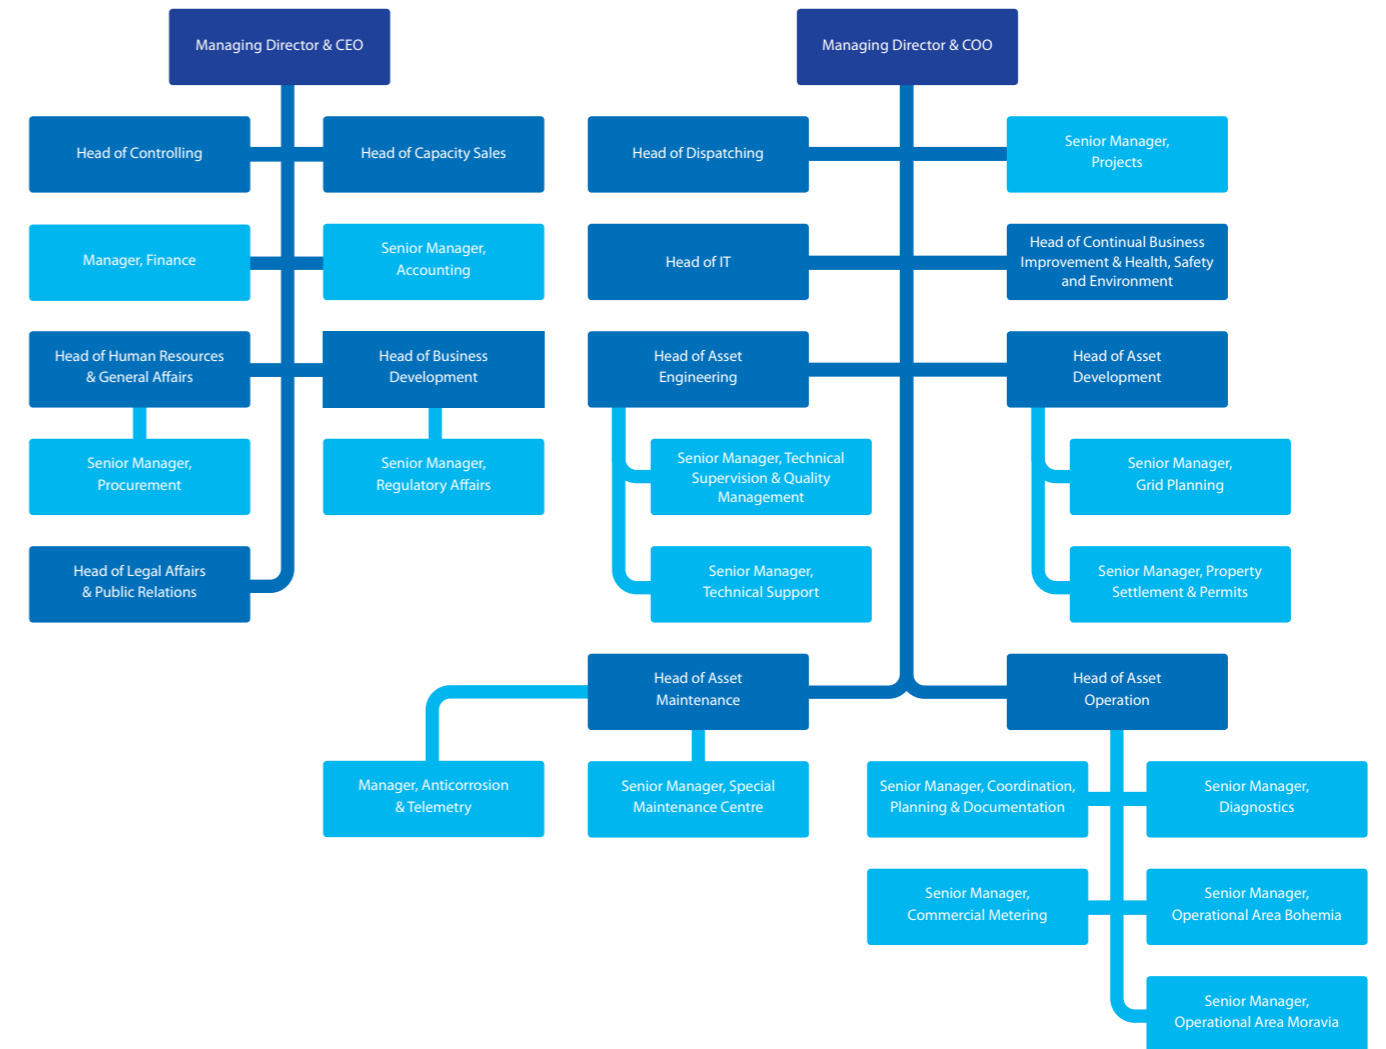 Managing Director & CEO
Managing Director & COO
Head of Controlling
Head of Capacity Sales
Head of Dispatching
Senior Manager,
Projects
Manager, Finance
Senior Manager,
Accounting
Head of IT
Head of Continual Business
Improvement & Health, Safety
and Environment
Head of Human Resources
& General Affairs
Head of Business
Development
Head of Asset
Engineering
Head of Asset
Development
Senior Manager,
Procurement
Senior Manager,
Regulatory Affairs
Senior Manager, Technical
Supervision & Quality
Management
Senior Manager,
Grid Planning
Head of Legal Affairs
& Public Relations
Senior Manager,
Technical Support
Senior Manager, Property
Settlement & Permits
Head of Asset
Maintenance
Head of Asset
Operation
Manager, Anticorrosion
& Telemetry
Senior Manager, Special
Maintenance Centre
Senior Manager, Coordination,
Planning & Documentation
Senior Manager,
Diagnostics
Senior Manager,
Commercial Metering
Senior Manager,
Operational Area Bohemia
Senior Manager,
Operational Area Moravia